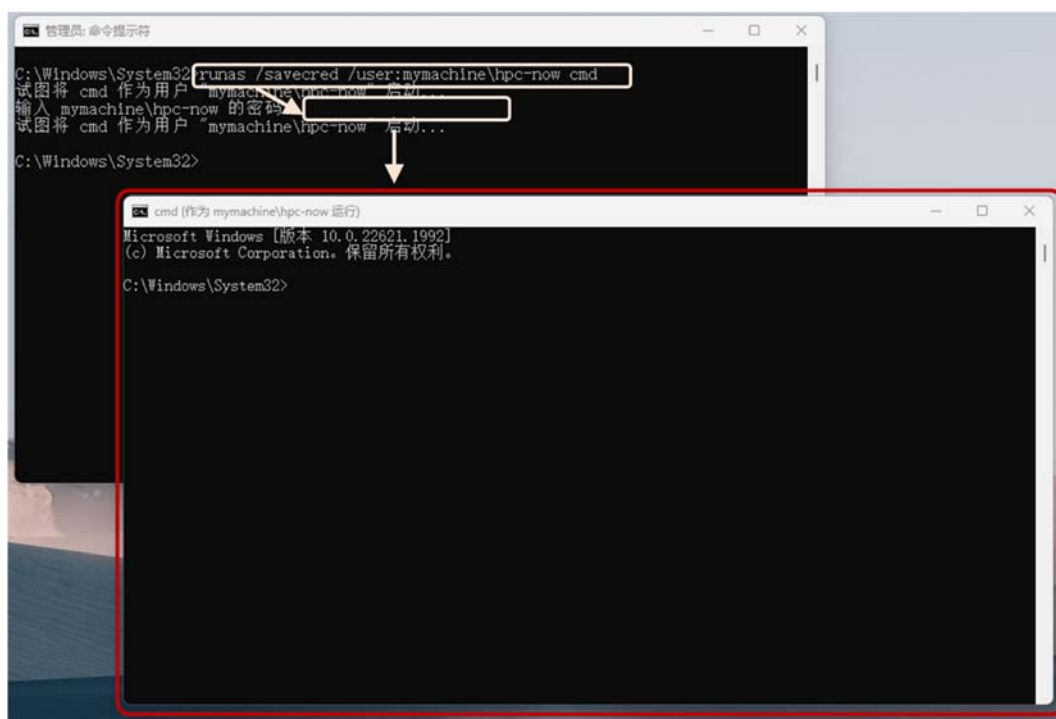 管理员: 命令提示符
C:\Windows\System32>runas /savecred /user:mymachine\hpc-now cmd
试图将 cmd 作为用户 "mymachine\hpc-now" 启动...
输入 mymachine\hpc-now 的密码:
试图将 cmd 作为用户 "mymachine\hpc-now" 启动...
C:\Windows\System32>
cmd (作为 mymachine\hpc-now 运行)
Microsoft Windows [版本 10.0.22621.1992]
(c) Microsoft Corporation。保留所有权利。
C:\Windows\System32>